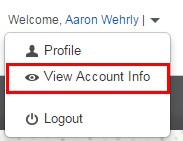 Welcome, Aaron Wehrly |
Profile
View Account Info
Logout